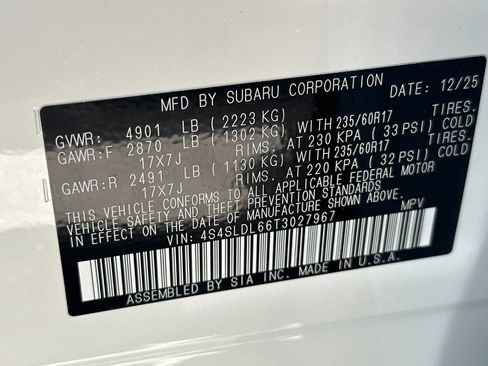 MFD BY SUBARU CORPORATION DATE: 12/25
GVWR: 4901 LB (2223 KG)
GAWR:F 2870 LB (1302 KG) WITH 235/60R17 TIRES.
17X7J RIMS. AT 230 KPA (33 PSI) COLD
GAWR:R 2491 LB (1130 KG) WITH 235/60R17 TIRES.
17X7J RIMS. AT 220 KPA (32 PSI) COLD
THIS VEHICLE CONFORMS TO ALL APPLICABLE FEDERAL MOTOR
VEHICLE SAFETY AND THEFT PREVENTION STANDARDS
IN EFFECT ON THE DATE OF MANUFACTURE SHOWN ABOVE.
VIN: 4S4SLDL66T3027967 MPV
ASSEMBLED BY SIA INC. MADE IN U.S.A.